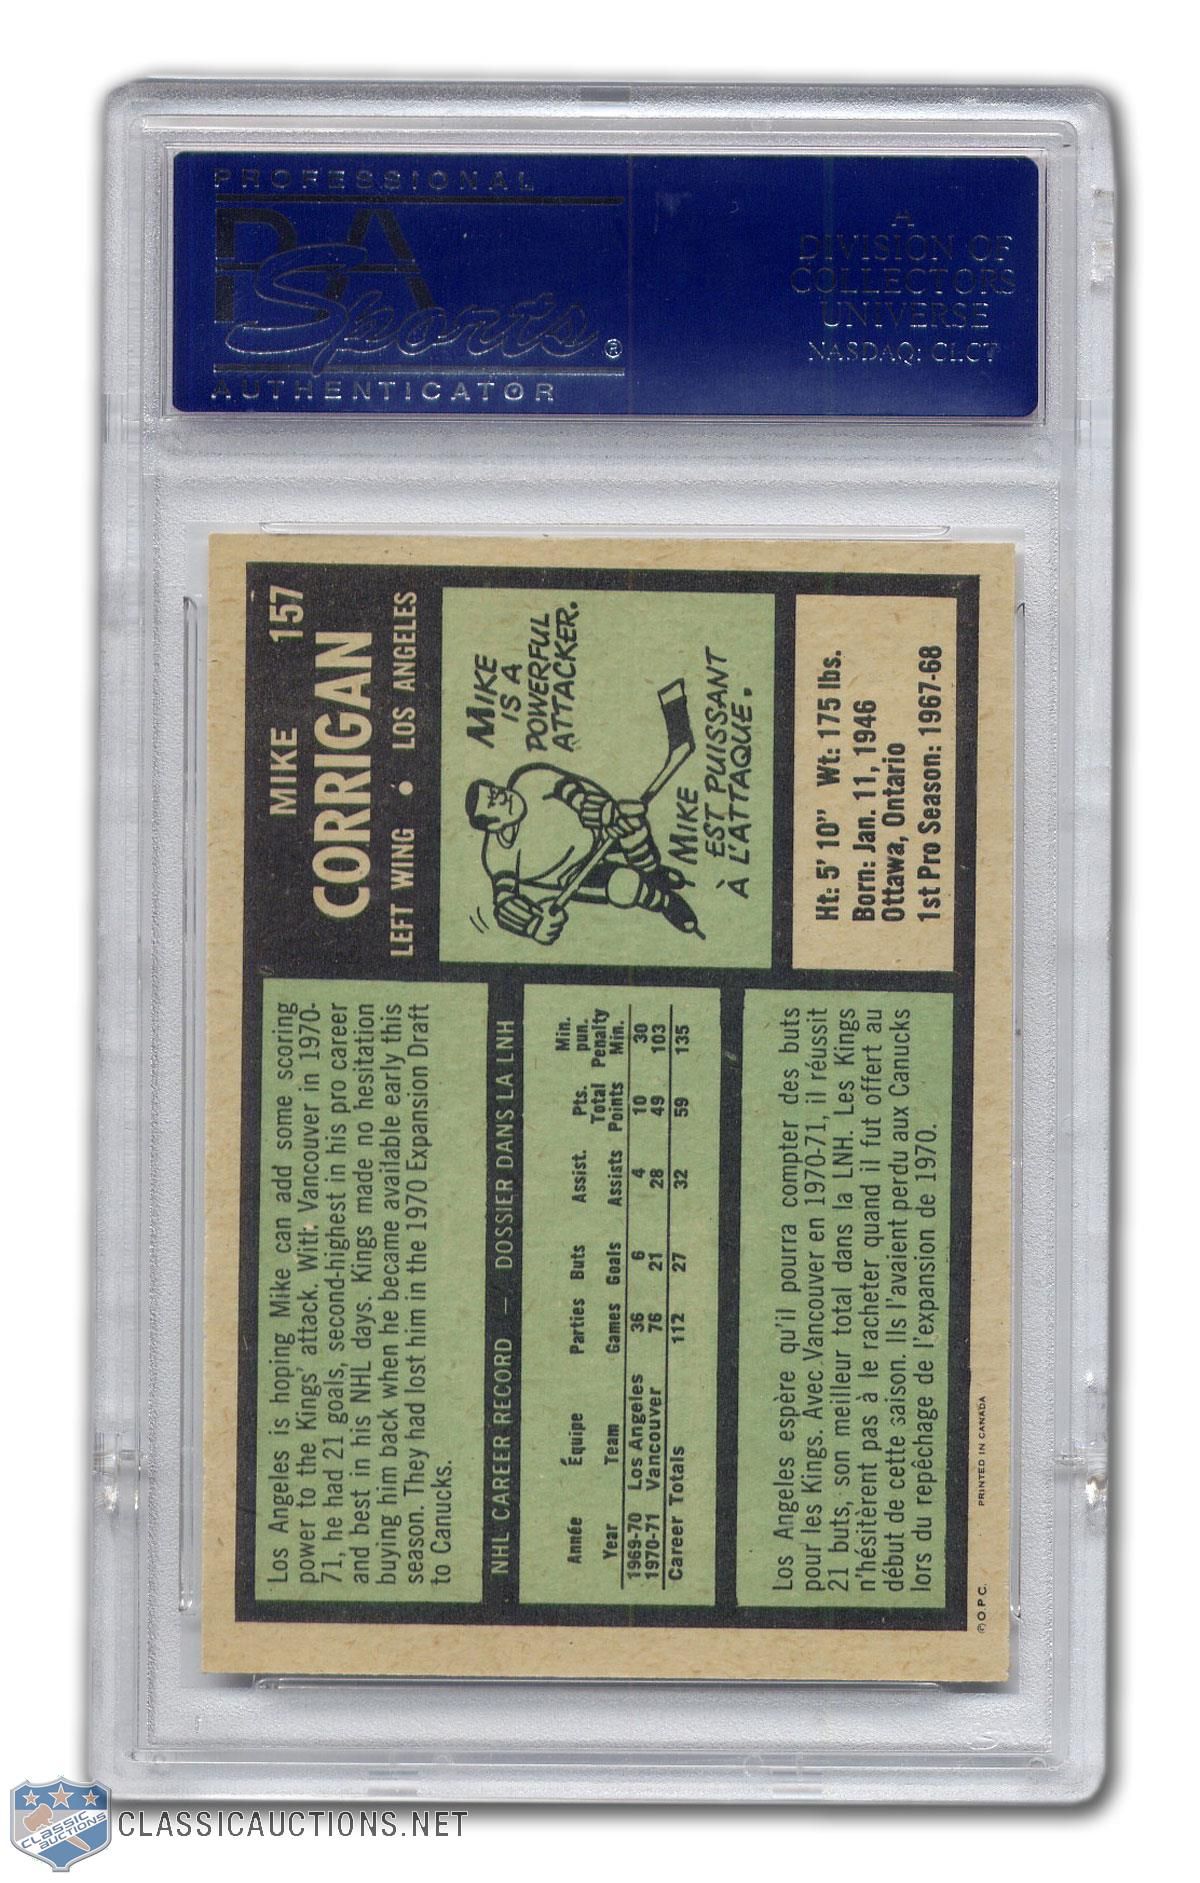 PROFESSIONAL
PSA
Sports®
AUTHENTICATOR
A
DIVISION OF
COLLECTORS
UNIVERSE
NASDAQ: CLCT
MIKE 157
CORRIGAN
LEFT WING • LOS ANGELES
Los Angeles is hoping Mike can add some scoring
power to the Kings' attack. With Vancouver in 1970-
71, he had 21 goals, second-highest in his pro career
and best in his NHL days. Kings made no hesitation
buying him back when he became available early this
season. They had lost him in the 1970 Expansion Draft
to Canucks.
MIKE
IS A
POWERFUL
ATTACKER.
MIKE
EST PUISSANT
À L'ATTAQUE.
NHL CAREER RECORD — DOSSIER DANS LA LNH
Min.
Pts. pun.
Année Équipe Parties Buts Assist. Total Penalty
Year Team Games Goals Assists Points Min.
1969-70 Los Angeles 36 6 4 10 30
1970-71 Vancouver 76 21 28 49 103
Career Totals 112 27 32 59 135
Ht: 5' 10" Wt: 175 lbs.
Born: Jan. 11, 1946
Ottawa, Ontario
1st Pro Season: 1967-68
Los Angeles espère qu'il pourra compter des buts
pour les Kings. Avec Vancouver en 1970-71, il réussit
21 buts, son meilleur total dans la LNH. Les Kings
n'hésitèrent pas à le racheter quand il fut offert au
début de cette saison. Ils l'avaient perdu aux Canucks
lors du repêchage de l'expansion de 1970.
© O.P.C. PRINTED IN CANADA
CLASSIC
AUCTIONS
CLASSICAUCTIONS.NET